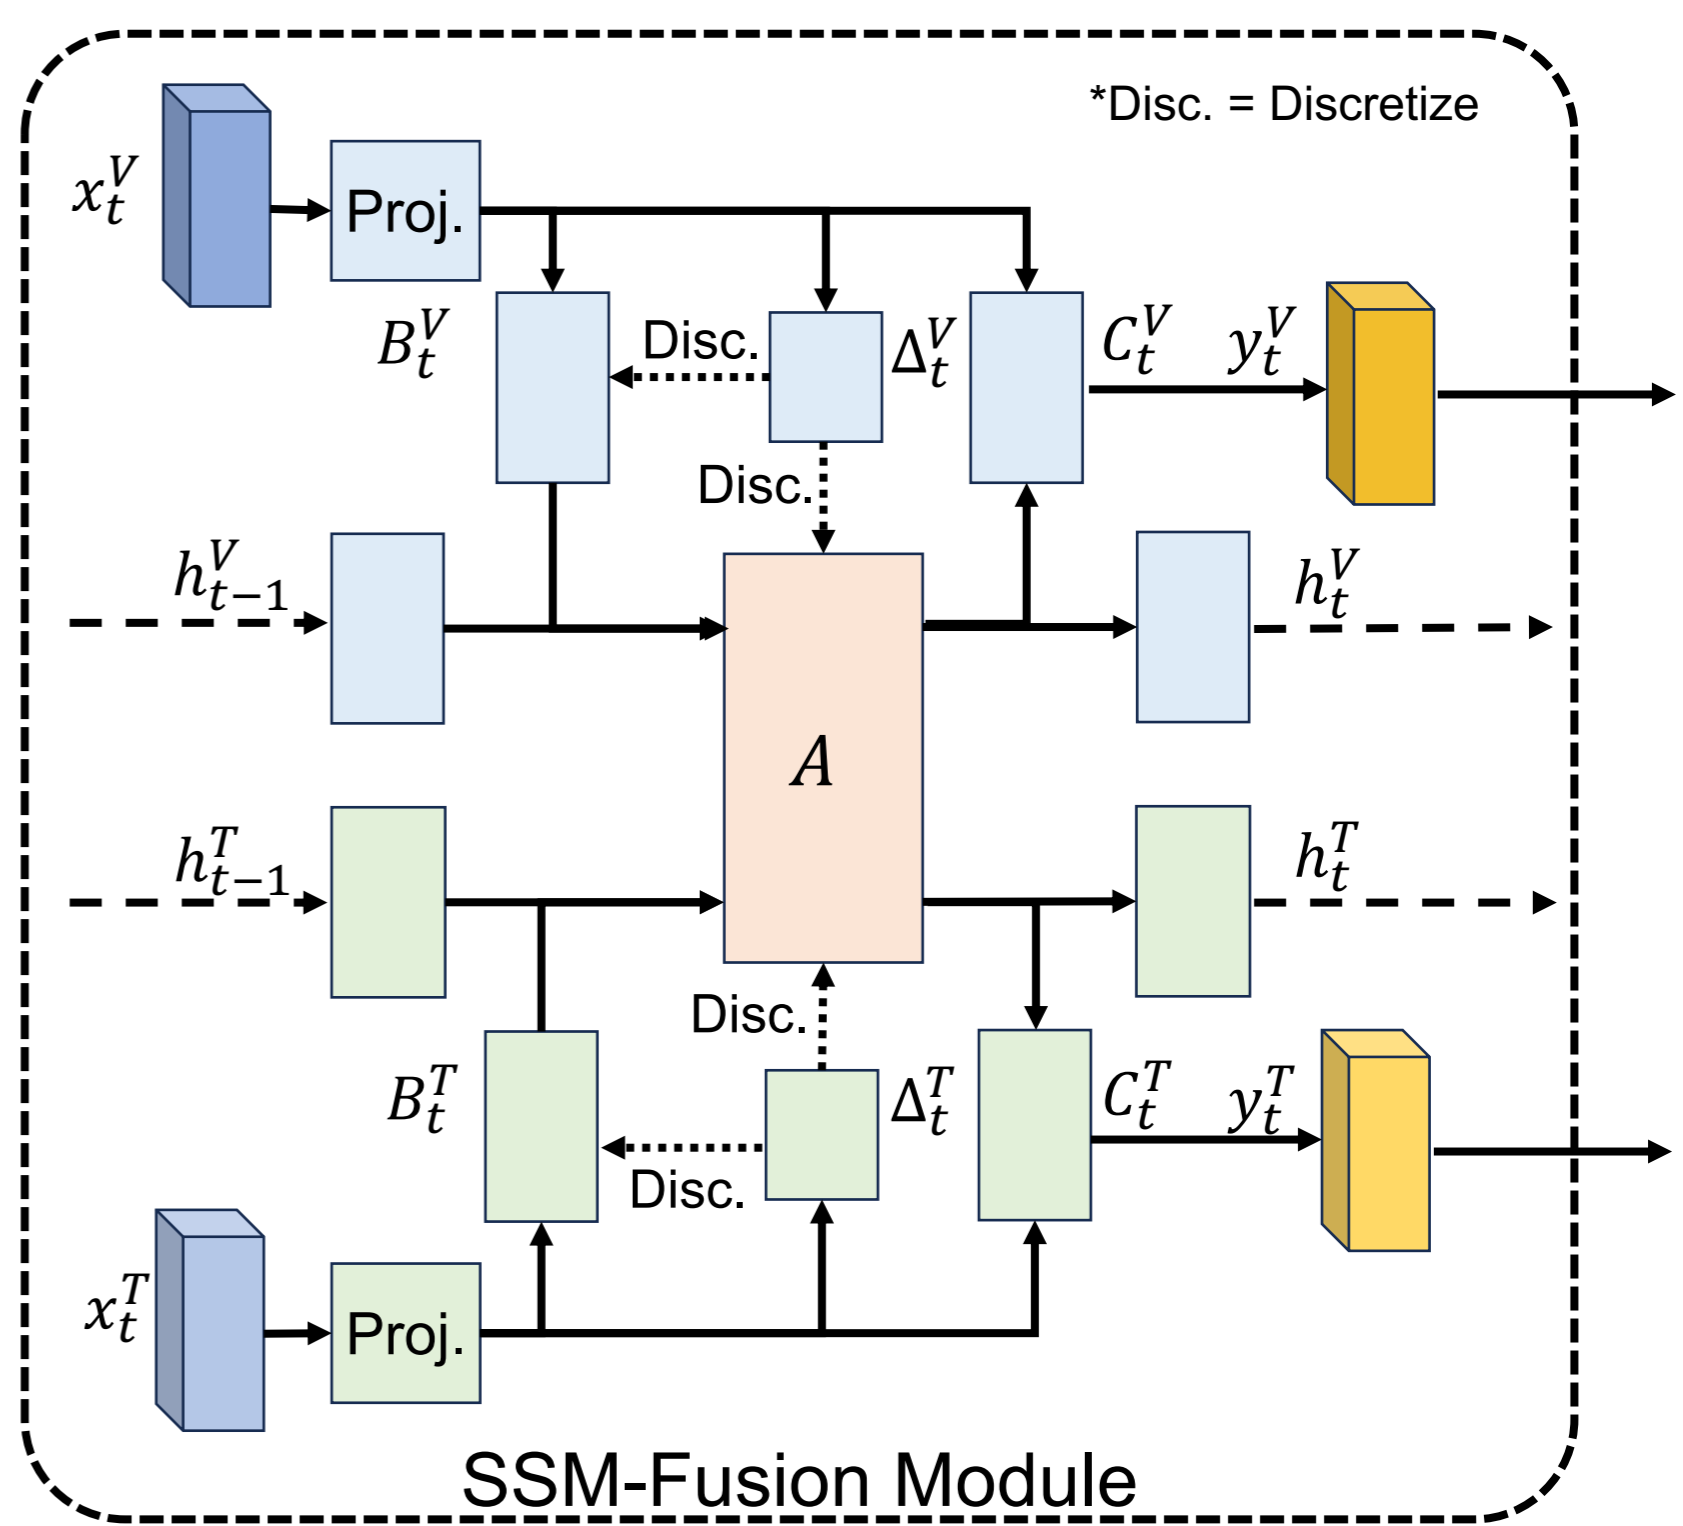 *Disc. = Discretize
x_t^V
Proj.
B_t^V
Disc.
Δ_t^V
C_t^V
y_t^V
Disc.
h_{t−1}^V
h_t^V
A
h_{t−1}^T
h_t^T
Disc.
B_t^T
Δ_t^T
C_t^T
y_t^T
Disc.
x_t^T
Proj.
SSM-Fusion Module